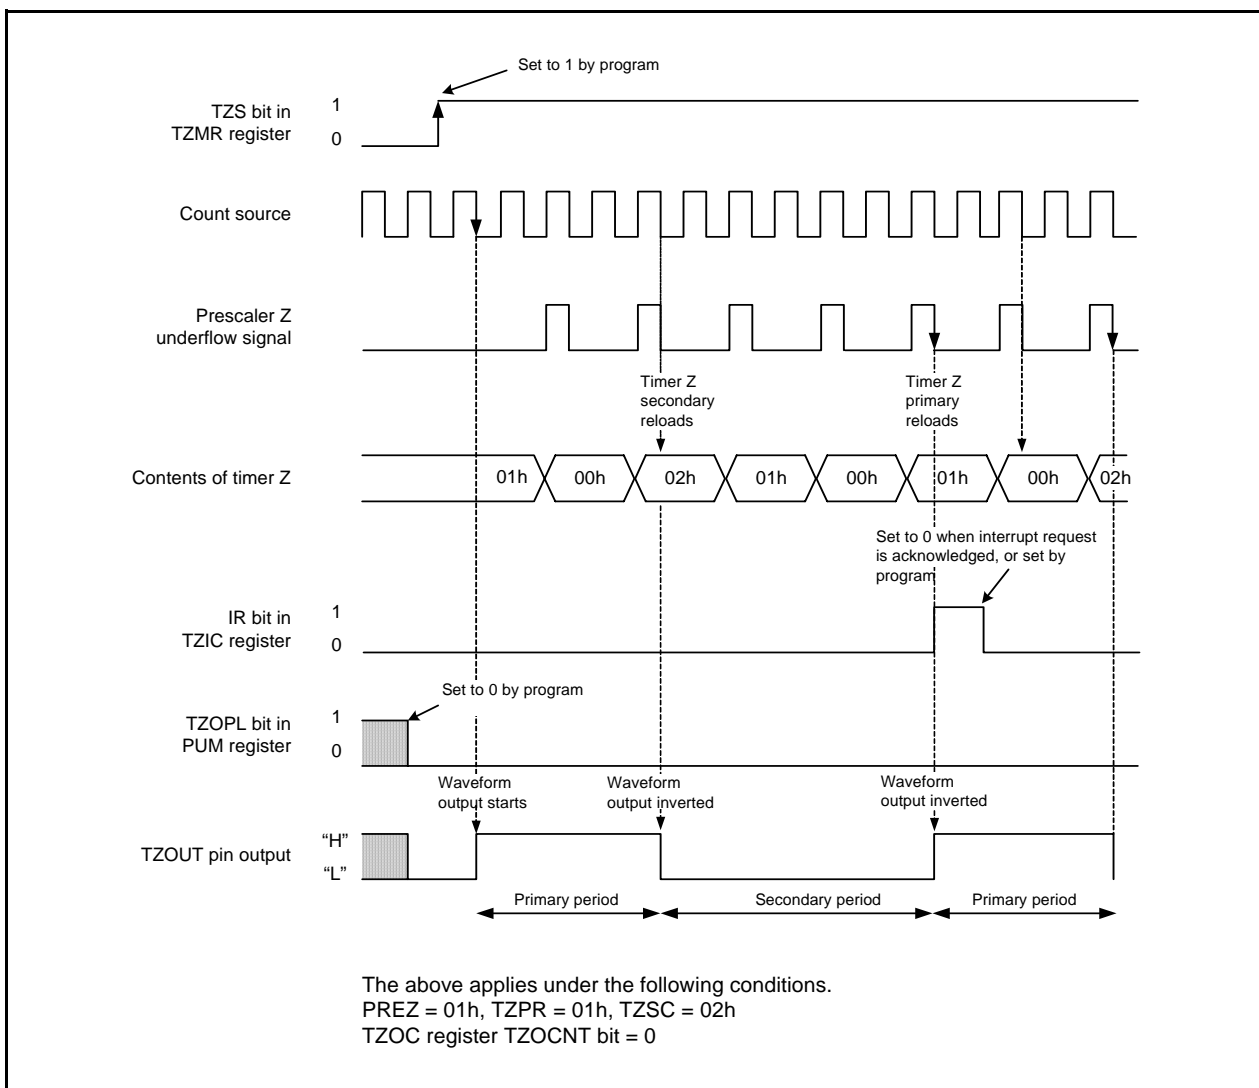 Set to 1 by program
TZS bit in
TZMR register
1
0
Count source
Prescaler Z
underflow signal
Timer Z
secondary
reloads
Timer Z
primary
reloads
Contents of timer Z
01h
00h
02h
01h
00h
01h
00h
02h
Set to 0 when interrupt request
is acknowledged, or set by
program
IR bit in
TZIC register
1
0
Set to 0 by program
TZOPL bit in
PUM register
1
0
Waveform
output starts
Waveform
output inverted
Waveform
output inverted
TZOUT pin output
“H”
“L”
Primary period
Secondary period
Primary period
The above applies under the following conditions.
PREZ = 01h, TZPR = 01h, TZSC = 02h
TZOC register TZOCNT bit = 0